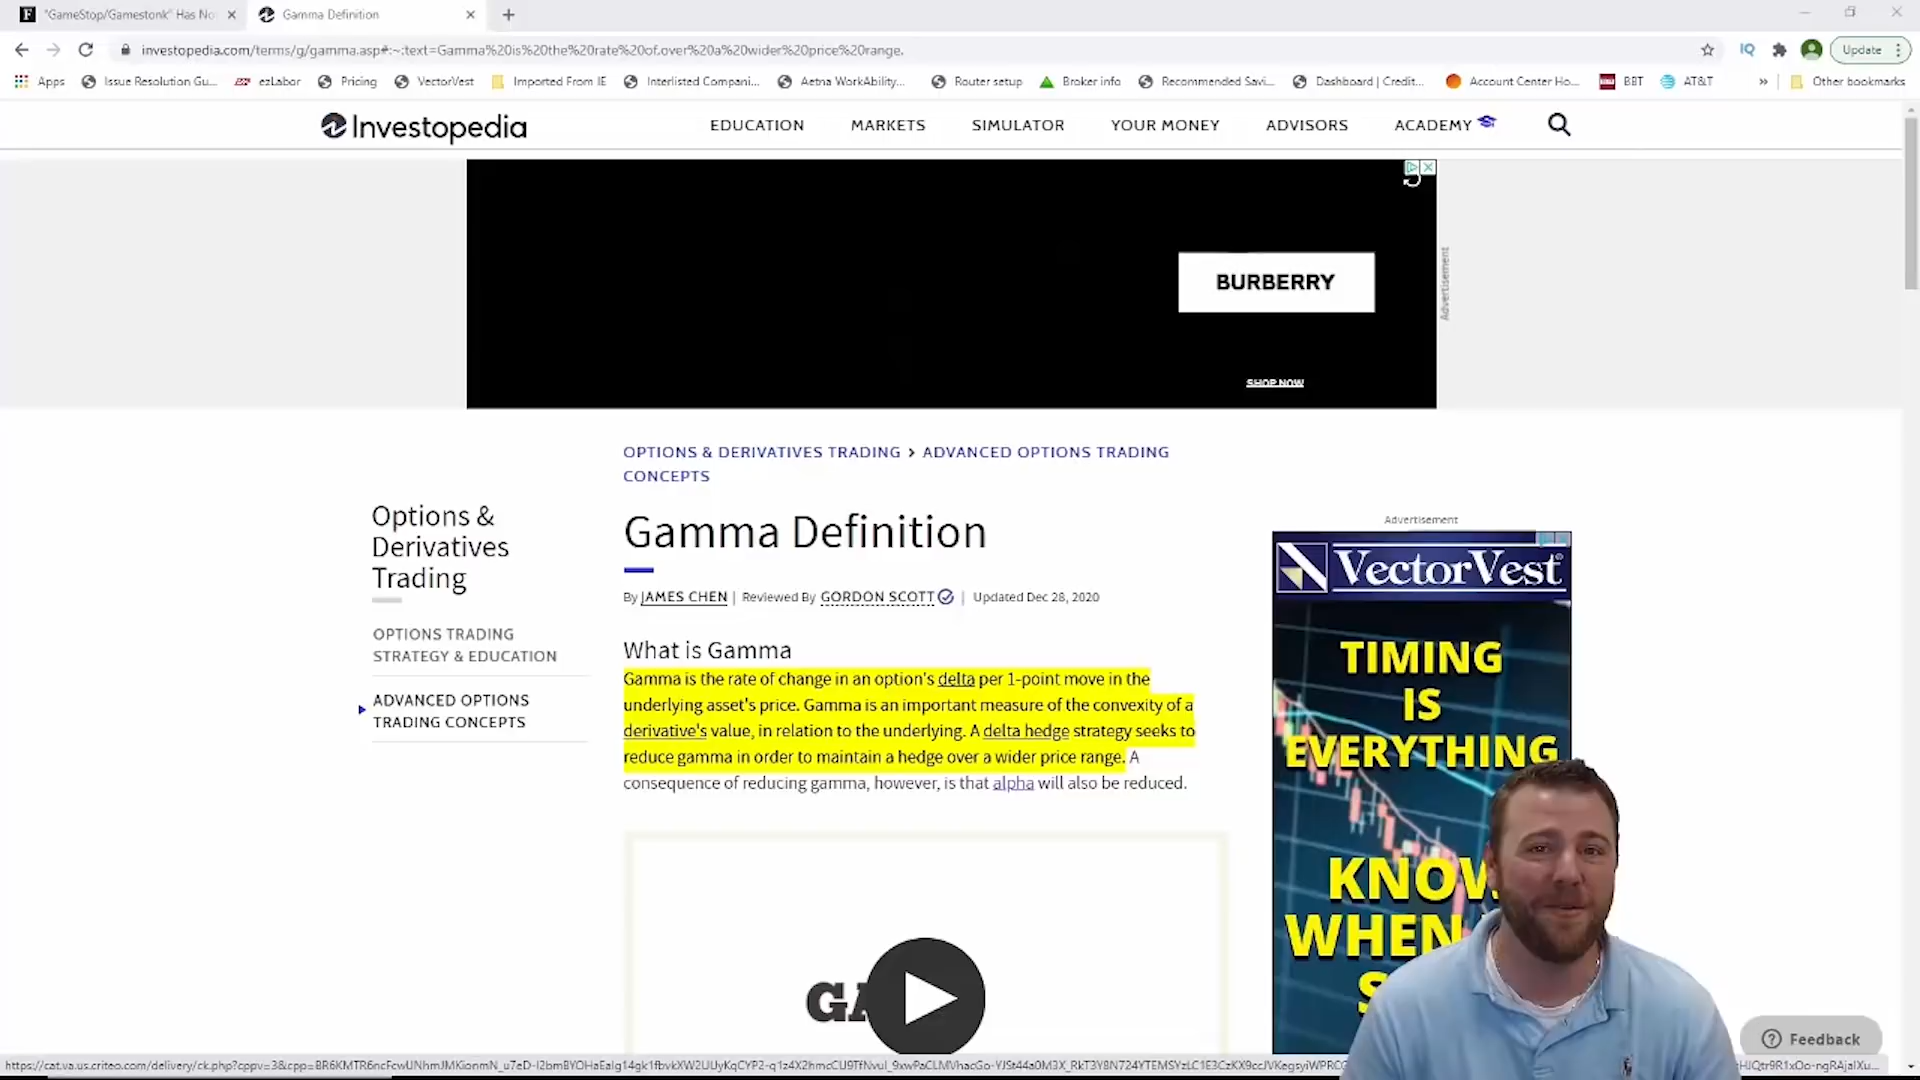 "GameStop/Gamestonk" Has No
Gamma Definition
investopedia.com/terms/g/gamma.asp#:~:text=Gamma%20is%20the%20rate%20of,over%20a%20wider%20price%20range.
IQ
Update
Apps
Issue Resolution Gu...
ezLabor
Pricing
VectorVest
Imported From IE
Interlisted Compani...
Aetna WorkAbility...
Router setup
Broker info
Recommended Savi...
Dashboard | Credit...
Account Center Ho...
BBT
AT&T
»
Other bookmarks
Investopedia
EDUCATION
MARKETS
SIMULATOR
YOUR MONEY
ADVISORS
ACADEMY
BURBERRY
SHOP NOW
Advertisement
OPTIONS & DERIVATIVES TRADING > ADVANCED OPTIONS TRADING
CONCEPTS
Options &
Derivatives
Trading
OPTIONS TRADING
STRATEGY & EDUCATION
ADVANCED OPTIONS
TRADING CONCEPTS
Gamma Definition
By JAMES CHEN | Reviewed By GORDON SCOTT | Updated Dec 28, 2020
What is Gamma
Gamma is the rate of change in an option's delta per 1-point move in the
underlying asset's price. Gamma is an important measure of the convexity of a
derivative's value, in relation to the underlying. A delta hedge strategy seeks to
reduce gamma in order to maintain a hedge over a wider price range. A
consequence of reducing gamma, however, is that alpha will also be reduced.
GA
Advertisement
VectorVest
TIMING
IS
EVERYTHING
KNOW
WHEN
S
Feedback